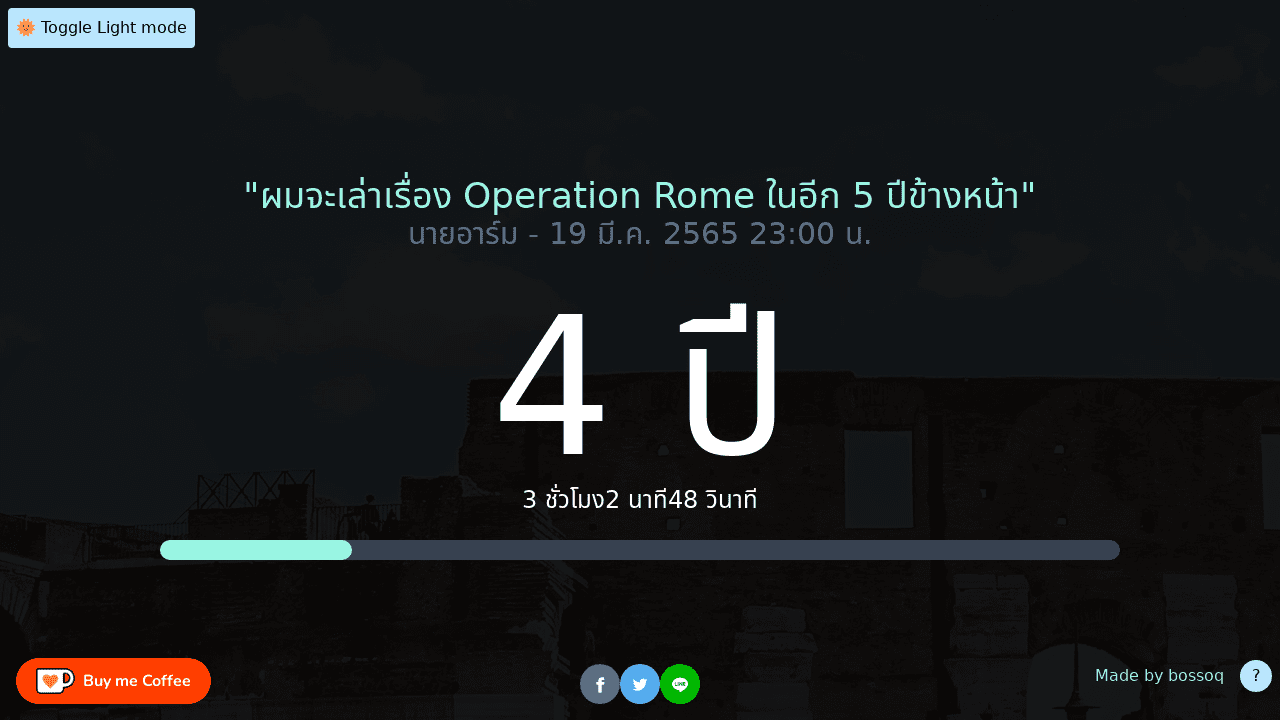 🌞 Toggle Light mode
"ผมจะเล่าเรื่อง Operation Rome ในอีก 5 ปีข้างหน้า"
นายอาร์ม - 19 มี.ค. 2565 23:00 น.
4 ปี
3 ชั่วโมง2 นาที48 วินาที
Buy me Coffee
LINE
Made by bossoq
?